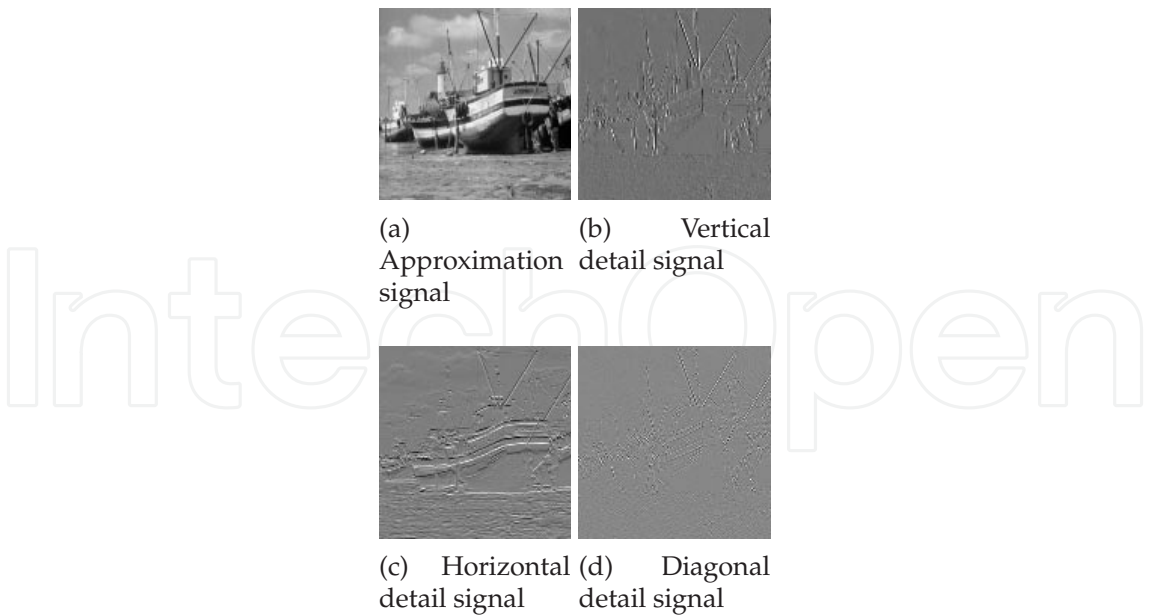 (a)
Approximation
signal
(b) Vertical
detail signal
IntechOpen
(c) Horizontal
detail signal
(d) Diagonal
detail signal